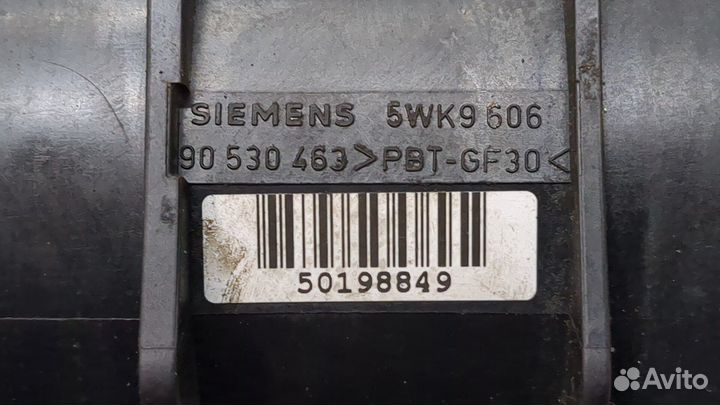 SIEMENS 5WK9 606
90 530 463 >PBT-GF30<
50198849
Avito